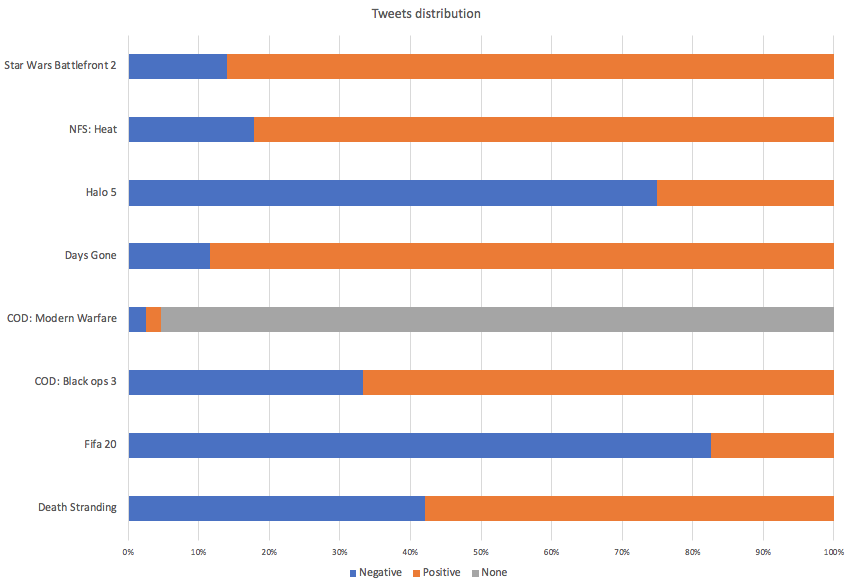 Tweets distribution
Star Wars Battlefront 2
NFS: Heat
Halo 5
Days Gone
COD: Modern Warfare
COD: Black ops 3
Fifa 20
Death Stranding
0% 10% 20% 30% 40% 50% 60% 70% 80% 90% 100%
Negative Positive None